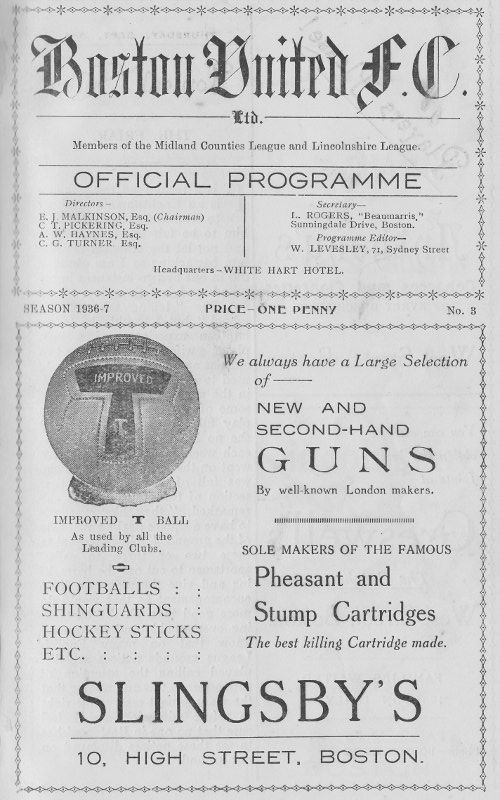 Boston United F.C.
Ltd.
Members of the Midland Counties League and Lincolnshire League.
OFFICIAL PROGRAMME
Directors –
E. J. MALKINSON, Esq. (Chairman)
C T. PICKERING, Esq.
A. W. HAYNES, Esq.
C. G. TURNER. Esq.
Secretary—
L. ROGERS, "Beaumarris,"
Sunningdale Drive, Boston.
Programme Editor—
W. LEVESLEY, 71, Sydney Street
Headquarters – WHITE HART HOTEL.
SEASON 1936-7 PRICE—ONE PENNY No. 3
IMPROVED
T
T
IMPROVED T BALL
As used by all the
Leading Clubs.
FOOTBALLS : :
SHINGUARDS :
HOCKEY STICKS
ETC. : : : :
We always have a Large Selection
of ——
NEW AND
SECOND-HAND
GUNS
By well-known London makers.
SOLE MAKERS OF THE FAMOUS
Pheasant and
Stump Cartridges
The best killing Cartridge made.
SLINGSBY'S
10, HIGH STREET, BOSTON.